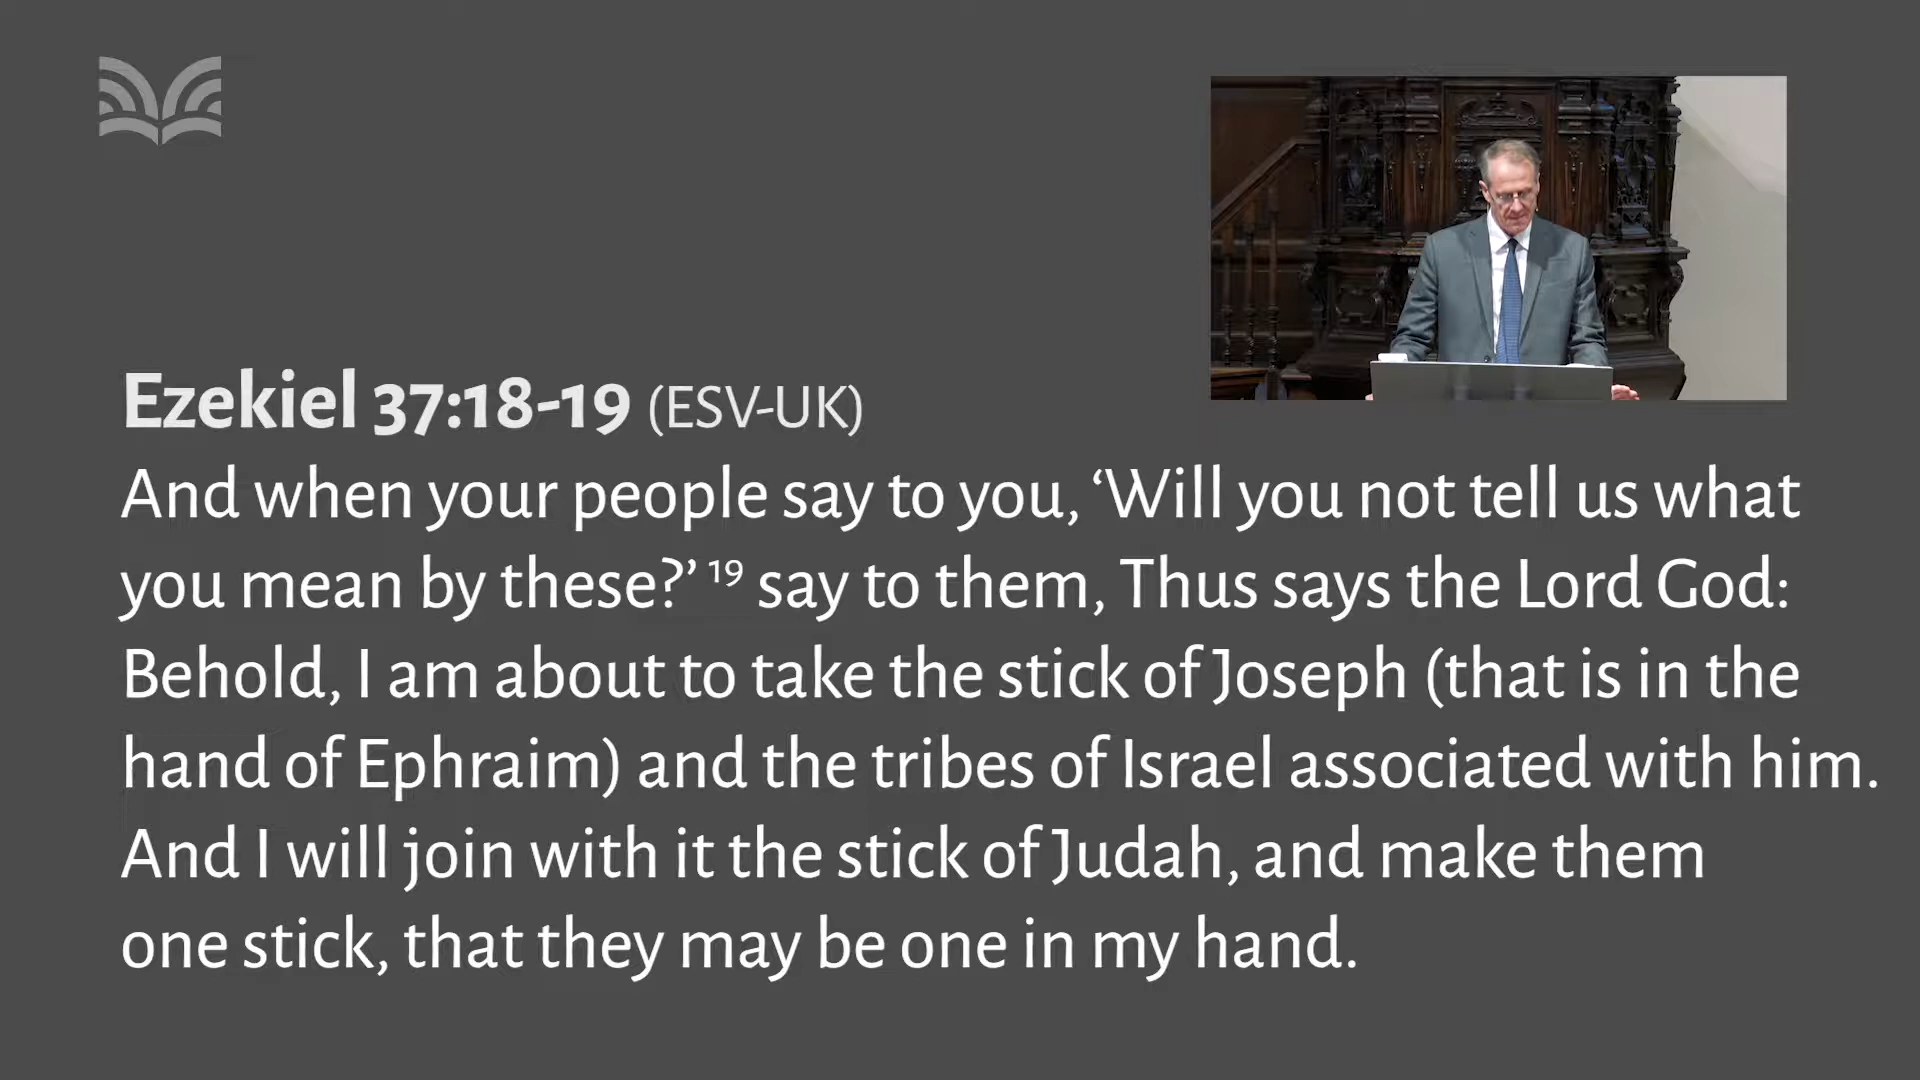 Ezekiel 37:18-19 (ESV-UK)
And when your people say to you, ‘Will you not tell us what
you mean by these?’ ¹⁹ say to them, Thus says the Lord God:
Behold, I am about to take the stick of Joseph (that is in the
hand of Ephraim) and the tribes of Israel associated with him.
And I will join with it the stick of Judah, and make them
one stick, that they may be one in my hand.